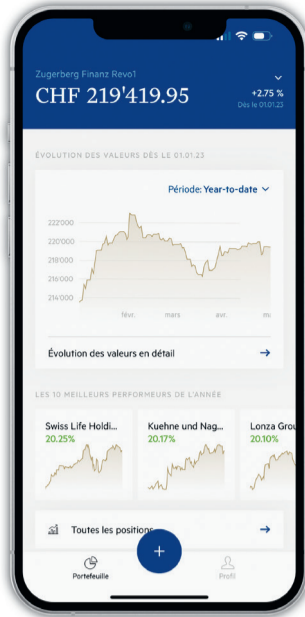 Zugerberg Finanz Revo1
CHF 219'419.95
+2.75 %
Dès le 01.01.23
ÉVOLUTION DES VALEURS DÈS LE 01.01.23
Période: Year-to-date
222'000
220'000
218'000
216'000
214'000
févr. mars avr. m
Évolution des valeurs en détail
LES 10 MEILLEURS PERFORMEURS DE L'ANNÉE
Swiss Life Holdi... Kuehne und Nag... Lonza Grou
20.25% 20.17% 20.10%
Toutes les positions
Portefeuille Profil